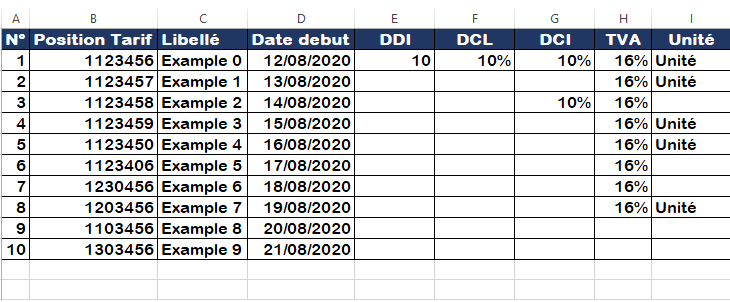 A B C D E F G H I
Nº Position Tarif Libellé Date debut DDI DCL DCI TVA Unité
1 1123456 Example 0 12/08/2020 10 10% 10% 16% Unité
2 1123457 Example 1 13/08/2020 16% Unité
3 1123458 Example 2 14/08/2020 10% 16%
4 1123459 Example 3 15/08/2020 16% Unité
5 1123450 Example 4 16/08/2020 16% Unité
6 1123406 Example 5 17/08/2020 16%
7 1230456 Example 6 18/08/2020 16%
8 1203456 Example 7 19/08/2020 16% Unité
9 1103456 Example 8 20/08/2020
10 1303456 Example 9 21/08/2020